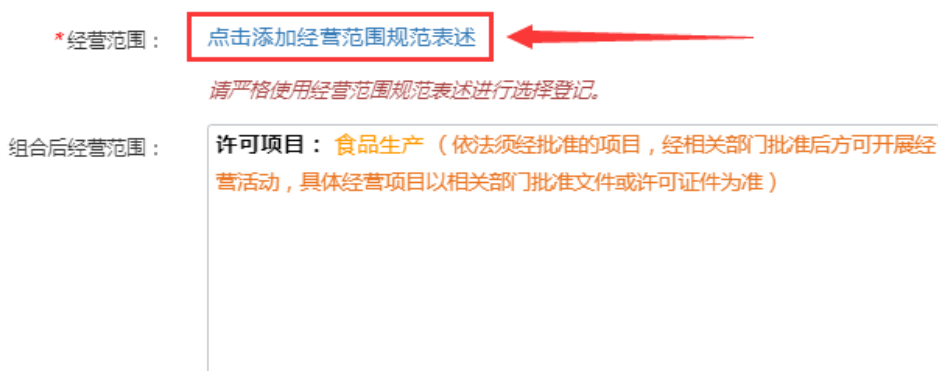 *经营范围： 点击添加经营范围规范表述
请严格使用经营范围规范表述进行选择登记。
组合后经营范围： 许可项目： 食品生产 （依法须经批准的项目，经相关部门批准后方可开展经
营活动，具体经营项目以相关部门批准文件或许可证件为准）